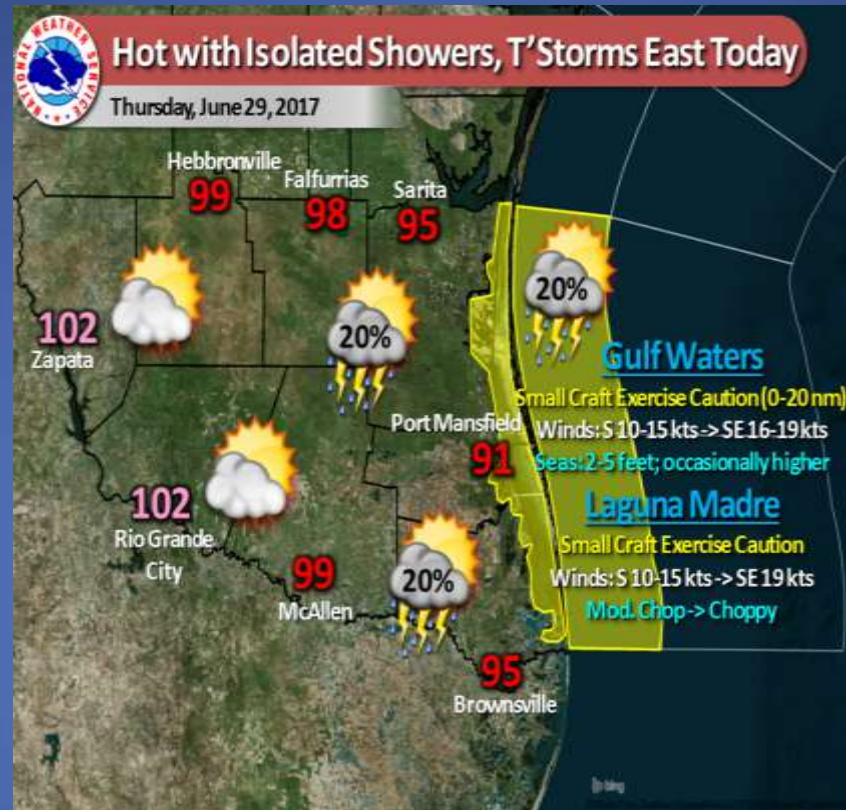 NATIONAL WEATHER SERVICE
Hot with Isolated Showers, T'Storms East Today
Thursday, June 29, 2017
Hebbronville
99
Falfurrias
98
Sarita
95
20%
102
Zapata
20%
Gulf Waters
Small Craft Exercise Caution (0-20 nm)
Winds: S 10-15 kts -> SE 16-19 kts
Seas: 2-5 feet; occasionally higher
Port Mansfield
91
Laguna Madre
Small Craft Exercise Caution
Winds: S 10-15 kts -> SE 19 kts
Mod. Chop -> Choppy
102
Rio Grande
City
99
McAllen
20%
95
Brownsville
bing